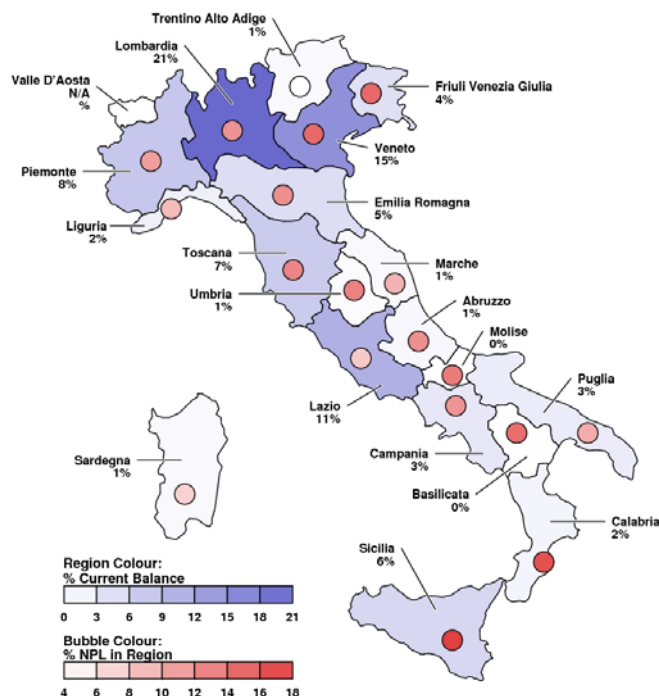 Trentino Alto Adige
1%
Lombardia
21%
Valle D'Aosta
N/A
%
Friuli Venezia Giulia
4%
Veneto
15%
Piemonte
8%
Emilia Romagna
5%
Liguria
2%
Toscana
7%
Marche
1%
Umbria
1%
Abruzzo
1%
Molise
0%
Puglia
3%
Lazio
11%
Campania
3%
Sardegna
1%
Basilicata
0%
Calabria
2%
Sicilia
6%
Region Colour:
% Current Balance
0 3 6 9 12 15 18 21
Bubble Colour:
% NPL in Region
4 6 8 10 12 14 16 18